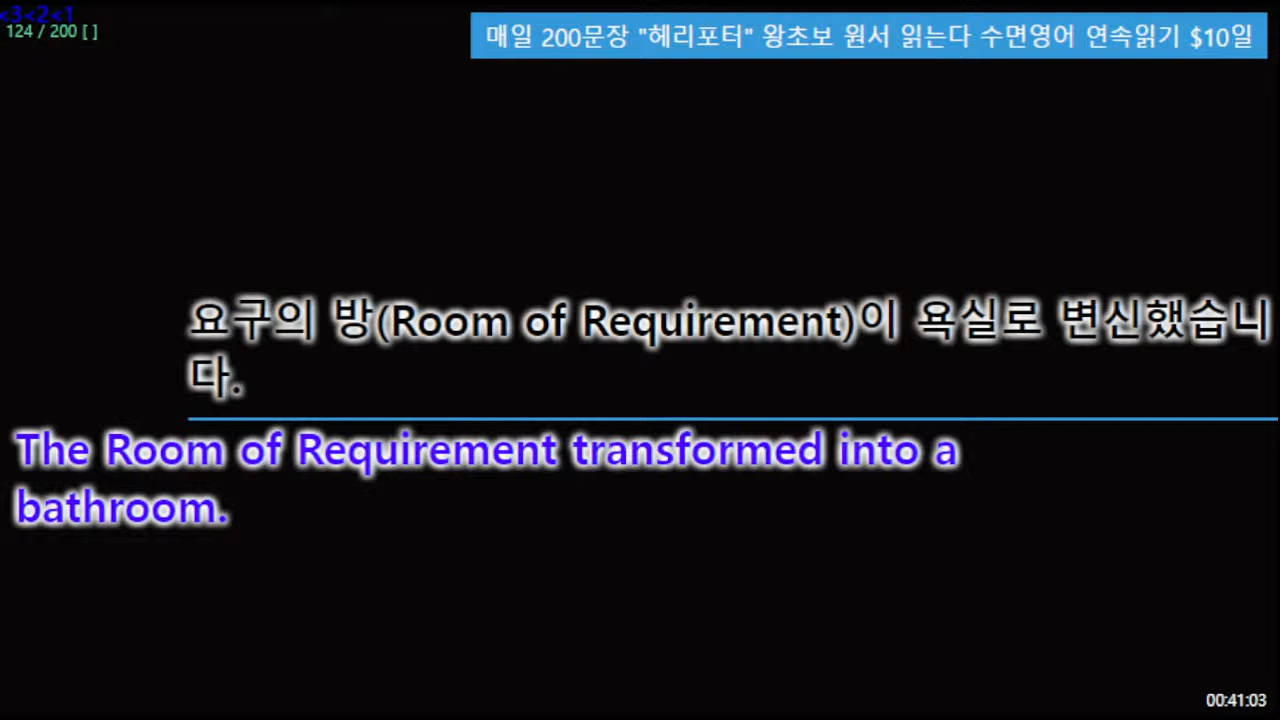 <3<2<1
124 / 200 [ ]
매일 200문장 "헤리포터" 왕초보 원서 읽는다 수면영어 연속읽기 $10일
요구의 방(Room of Requirement)이 욕실로 변신했습니
다.
The Room of Requirement transformed into a
bathroom.
00:41:03